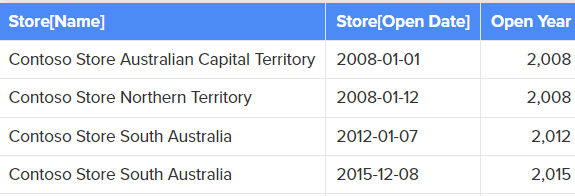 Store[Name] Store[Open Date] Open Year
Contoso Store Australian Capital Territory 2008-01-01 2,008
Contoso Store Northern Territory 2008-01-12 2,008
Contoso Store South Australia 2012-01-07 2,012
Contoso Store South Australia 2015-12-08 2,015